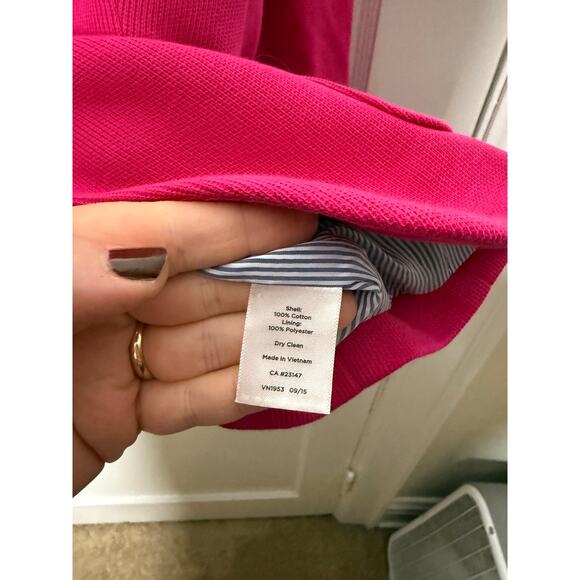 Shell:
100% Cotton
Lining:
100% Polyester
Dry Clean
Made in Vietnam
CA #23147
VN1953 09/15